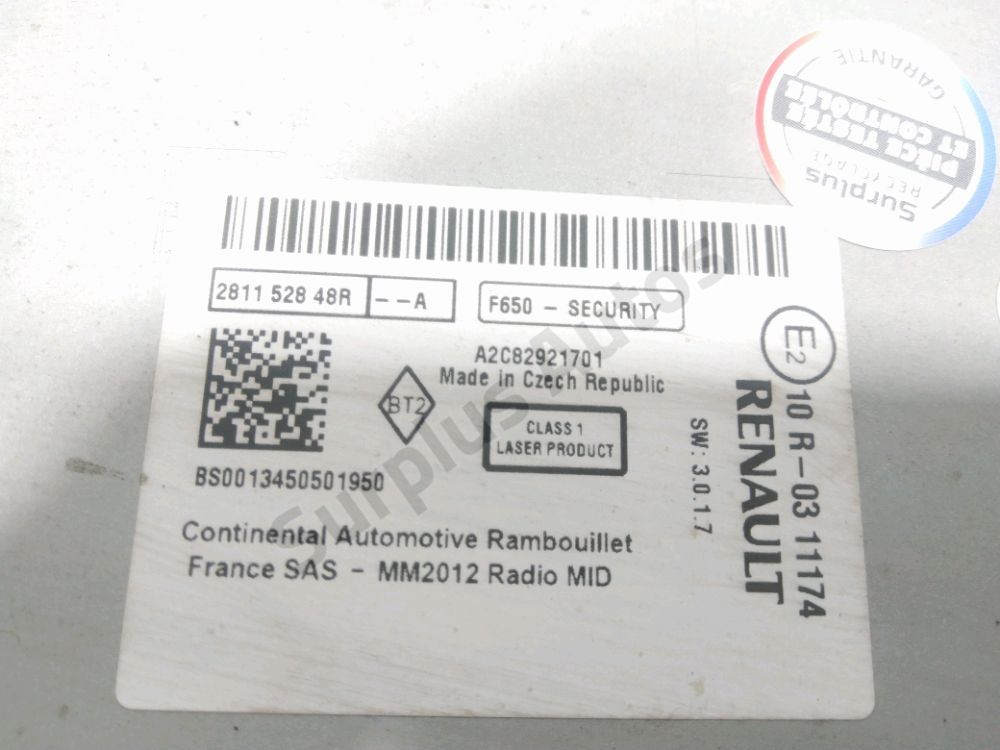 GARANTIE
PIÈCE TESTÉE
ET CONTRÔLÉE
Surplus
RECYCLAGE
2811 528 48R
--A
F650 - SECURITY
A2C82921701
Made in Czech Republic
BT2
CLASS 1
LASER PRODUCT
BS0013450501950
Continental Automotive Rambouillet
France SAS - MM2012 Radio MID
E2
10 R-03 11174
RENAULT
SW: 3.0.1.7
Surplus Autos